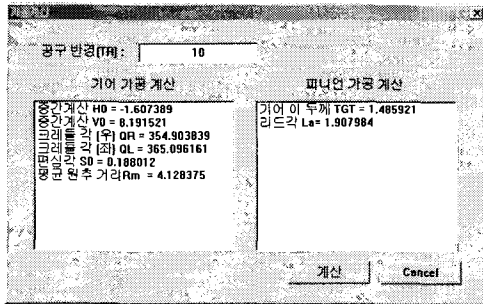 공구 반경[TR] : 10
기어 가공 계산
중간계산 H0 = -1.607389
중간계산 V0 = 8.191521
크레들 각 [우] QR = 354.903839
크레들 각 [좌] QL = 365.096161
편심각 S0 = 0.188012
평균 원추 거리Rm = 4.128375
피니언 가공 계산
기어 이 두께 TGT = 1.485921
리드각 La= 1.907984
계산
Cancel